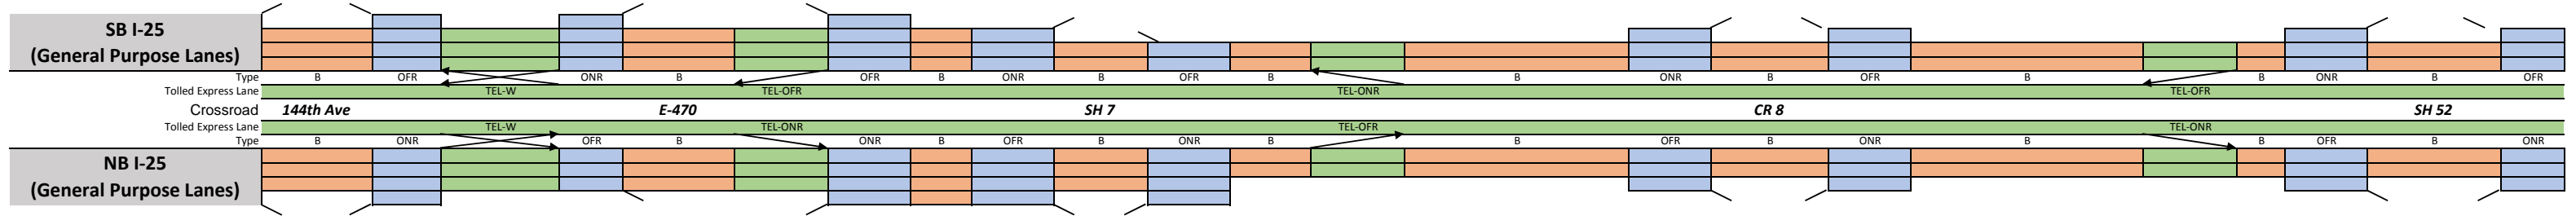 SB I-25
(General Purpose Lanes)
Type B OFR ONR B OFR B ONR B OFR B B ONR B OFR B B ONR B OFR
Tolled Express Lane TEL-W TEL-OFR TEL-ONR TEL-OFR
Crossroad 144th Ave E-470 SH 7 CR 8 SH 52
Tolled Express Lane TEL-W TEL-ONR TEL-OFR TEL-ONR
Type B ONR OFR B ONR B OFR B ONR B B OFR B ONR B B OFR B ONR
NB I-25
(General Purpose Lanes)